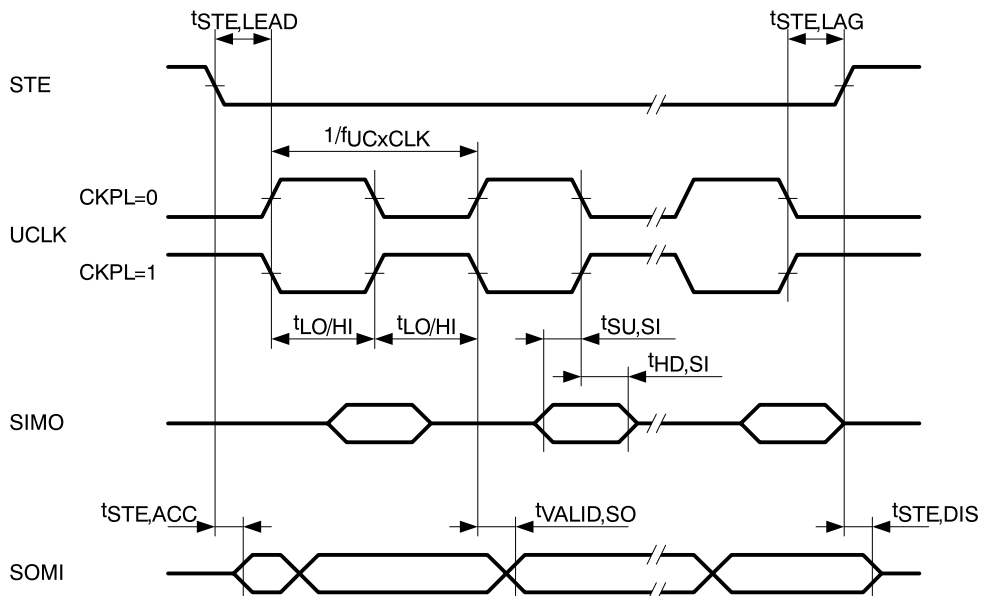 tSTE,LEAD
tSTE,LAG
STE
1/fUCxCLK
CKPL=0
UCLK
CKPL=1
tLO/HI
tLO/HI
tSU,SI
tHD,SI
SIMO
tSTE,ACC
tVALID,SO
tSTE,DIS
SOMI